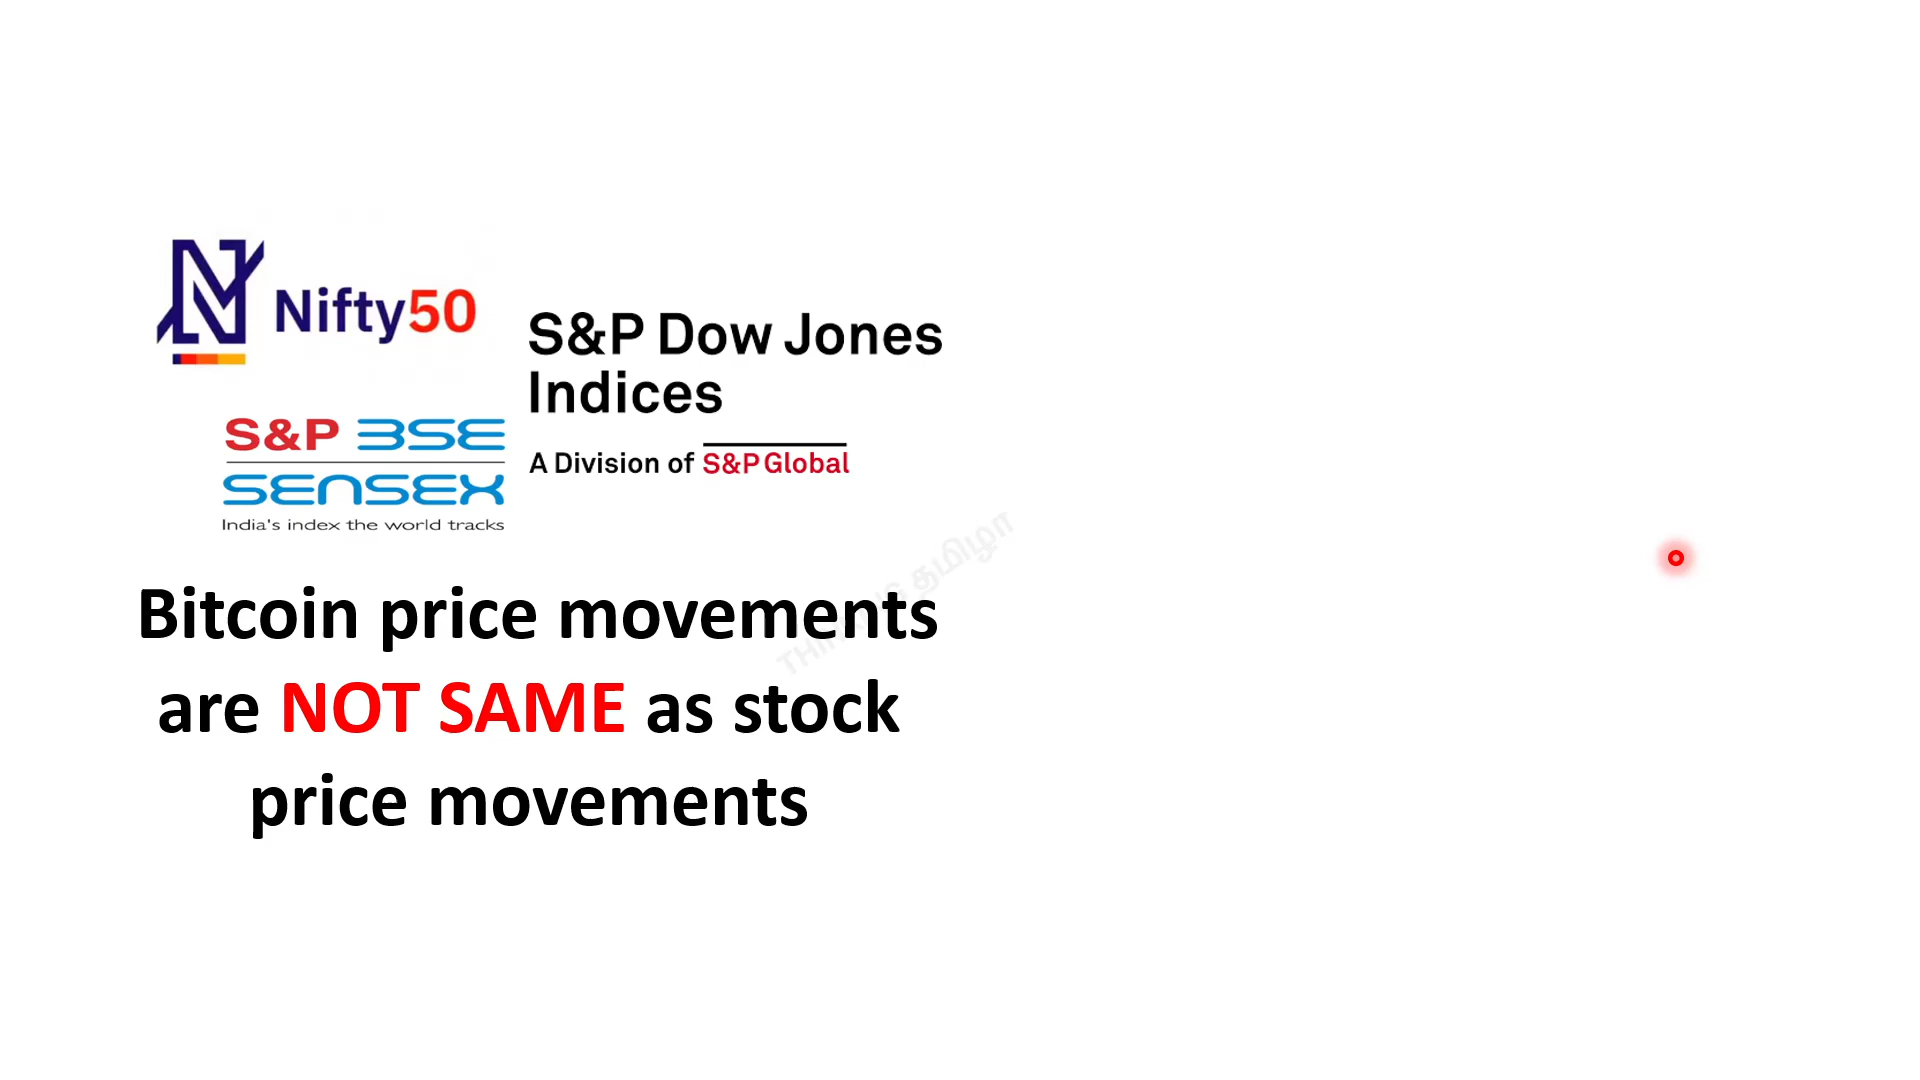 Nifty50
S&P Dow Jones
Indices
A Division of S&P Global
S&P BSE
SENSEX
India's index the world tracks
Bitcoin price movements
are NOT SAME as stock
price movements
தமிழா